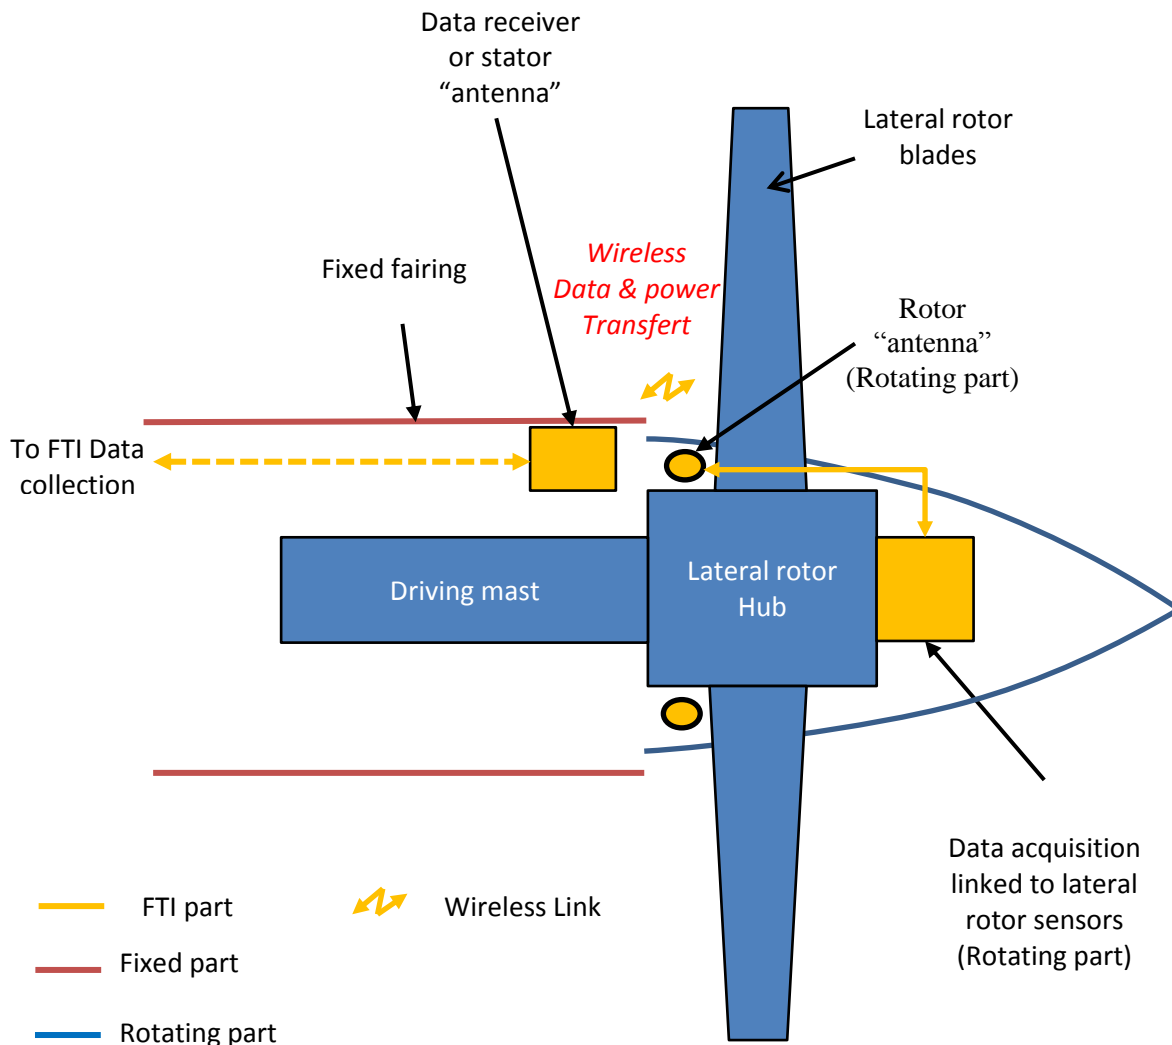 Data receiver
or stator
“antenna”
Lateral rotor
blades
Wireless
Data & power
Transfert
Fixed fairing
Rotor
“antenna”
(Rotating part)
To FTI Data
collection
Driving mast
Lateral rotor
Hub
Data acquisition
linked to lateral
rotor sensors
(Rotating part)
FTI part
Wireless Link
Fixed part
Rotating part